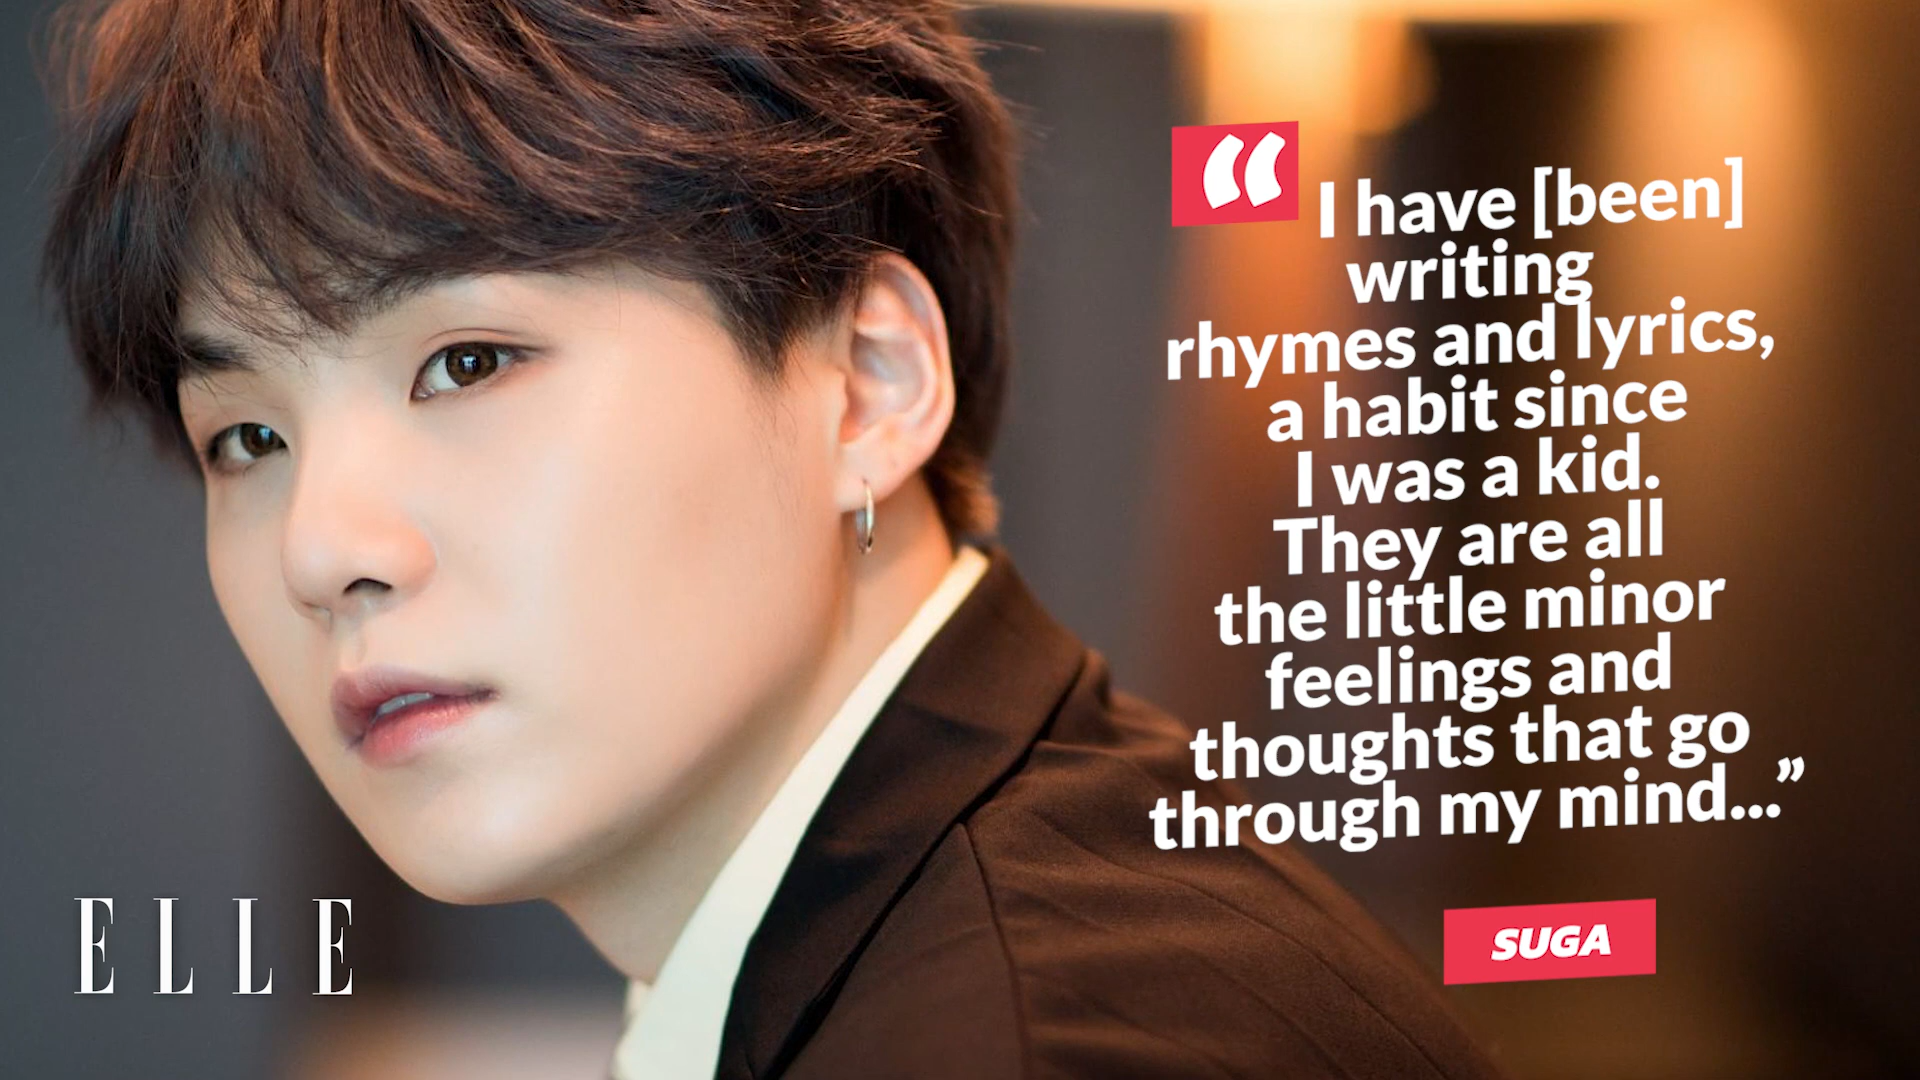 “ I have [been]
writing
rhymes and lyrics,
a habit since
I was a kid.
They are all
the little minor
feelings and
thoughts that go
through my mind...”
SUGA
ELLE